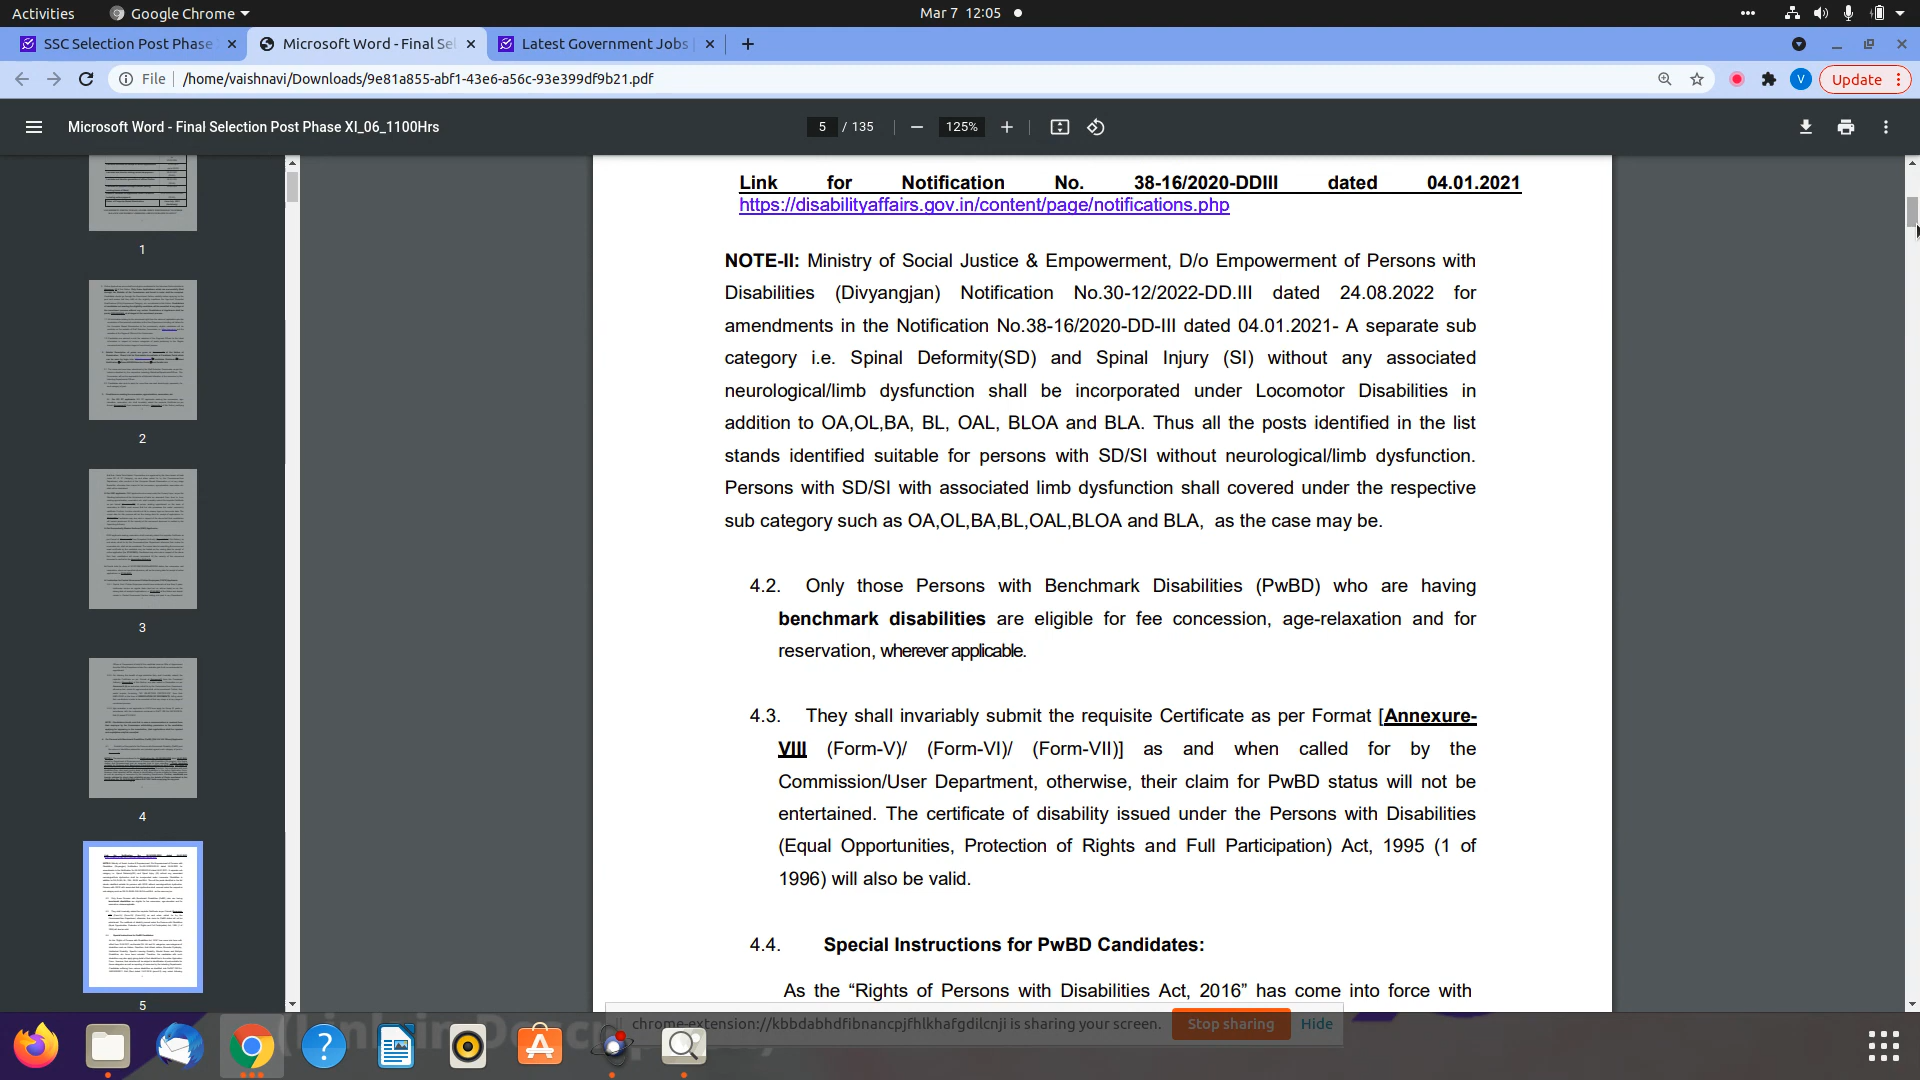 Activities
Google Chrome
Mar 7 12:05
SSC Selection Post Phase
Microsoft Word - Final Sel
Latest Government Jobs
File
/home/vaishnavi/Downloads/9e81a855-abf1-43e6-a56c-93e399df9b21.pdf
V
Update
Microsoft Word - Final Selection Post Phase XI_06_1100Hrs
5 / 135
125%
1
2
3
4
5
Link for Notification No. 38-16/2020-DDIII dated 04.01.2021
https://disabilityaffairs.gov.in/content/page/notifications.php
NOTE-II: Ministry of Social Justice & Empowerment, D/o Empowerment of Persons with
Disabilities (Divyangjan) Notification No.30-12/2022-DD.III dated 24.08.2022 for
amendments in the Notification No.38-16/2020-DD-III dated 04.01.2021- A separate sub
category i.e. Spinal Deformity(SD) and Spinal Injury (SI) without any associated
neurological/limb dysfunction shall be incorporated under Locomotor Disabilities in
addition to OA,OL,BA, BL, OAL, BLOA and BLA. Thus all the posts identified in the list
stands identified suitable for persons with SD/SI without neurological/limb dysfunction.
Persons with SD/SI with associated limb dysfunction shall covered under the respective
sub category such as OA,OL,BA,BL,OAL,BLOA and BLA, as the case may be.
4.2. Only those Persons with Benchmark Disabilities (PwBD) who are having
benchmark disabilities are eligible for fee concession, age-relaxation and for
reservation, wherever applicable.
4.3. They shall invariably submit the requisite Certificate as per Format [Annexure-
VIII (Form-V)/ (Form-VI)/ (Form-VII)] as and when called for by the
Commission/User Department, otherwise, their claim for PwBD status will not be
entertained. The certificate of disability issued under the Persons with Disabilities
(Equal Opportunities, Protection of Rights and Full Participation) Act, 1995 (1 of
1996) will also be valid.
4.4. Special Instructions for PwBD Candidates:
As the “Rights of Persons with Disabilities Act, 2016” has come into force with
chrome-extension://kbbdabhdfibnancpjfhlkhafgdilcnji is sharing your screen.
Stop sharing
Hide